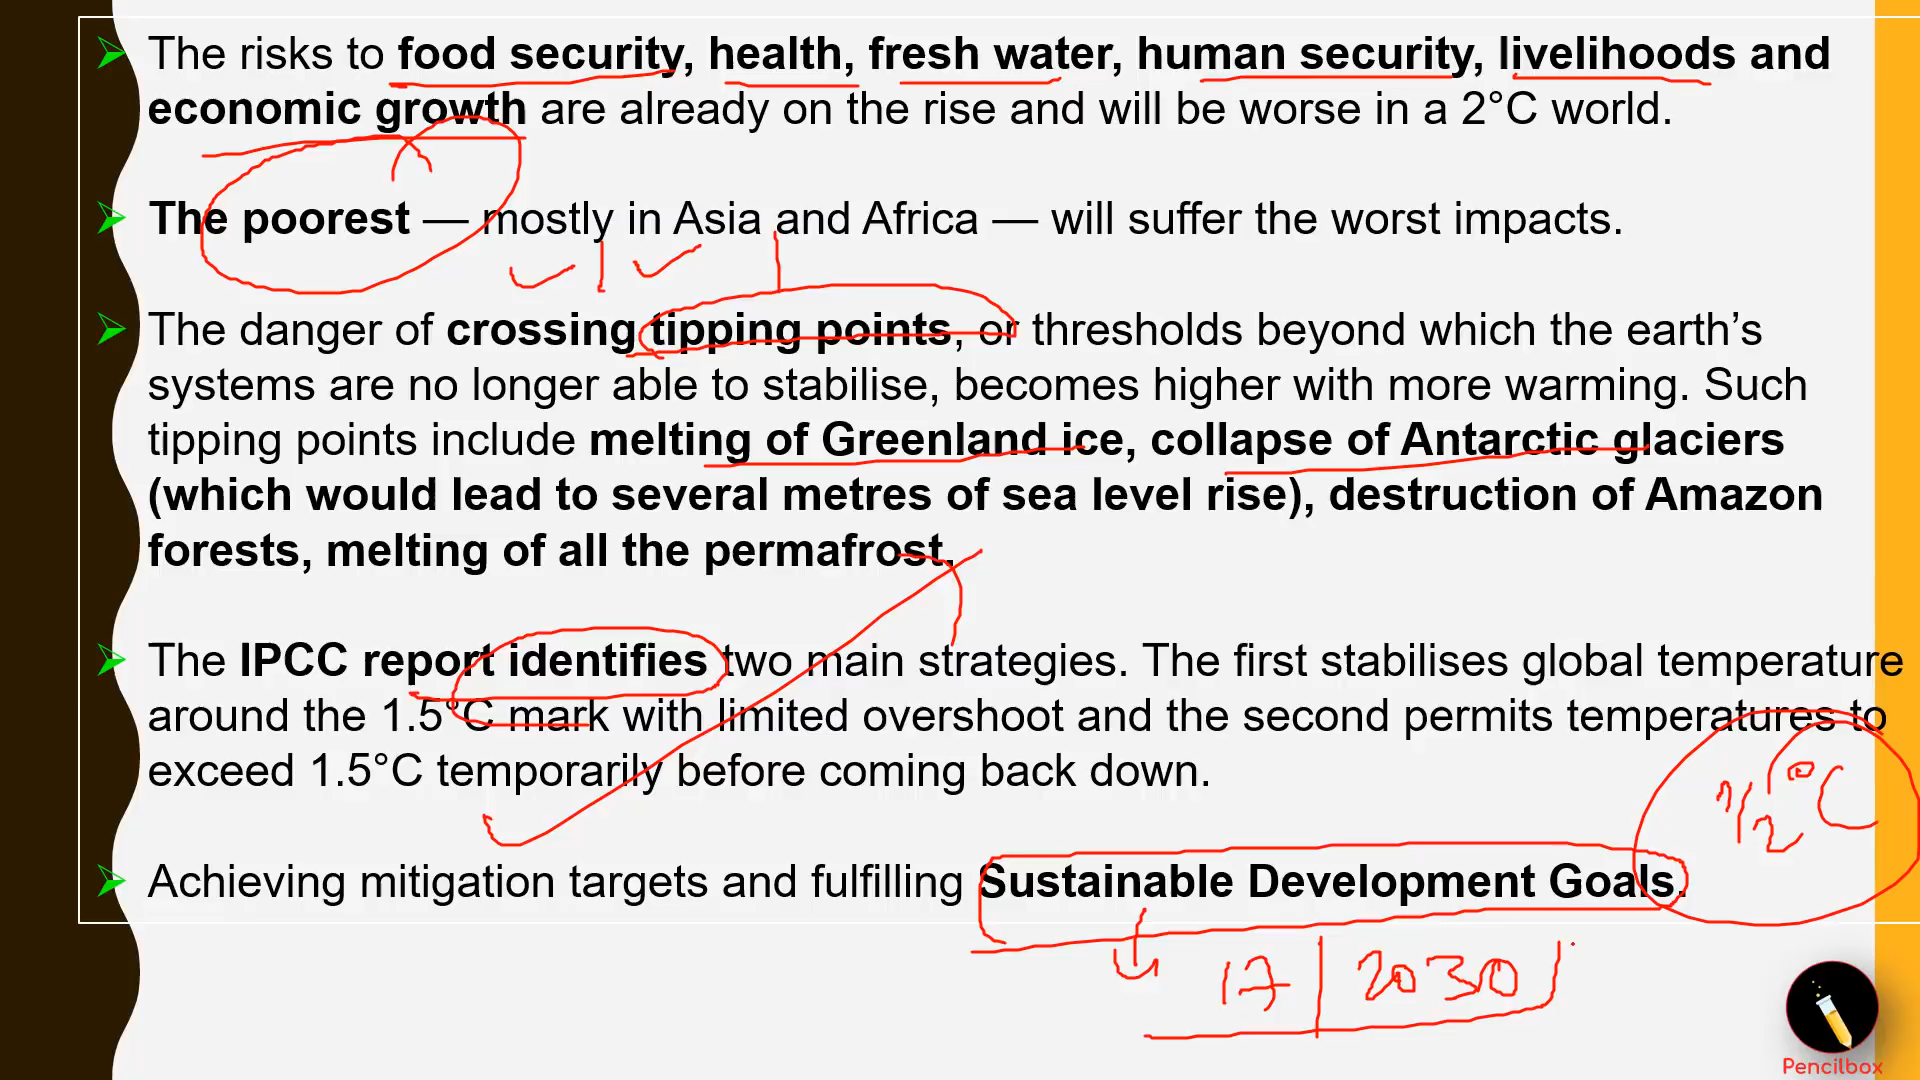 The risks to food security, health, fresh water, human security, livelihoods and
economic growth are already on the rise and will be worse in a 2°C world.
The poorest — mostly in Asia and Africa — will suffer the worst impacts.
The danger of crossing tipping points, or thresholds beyond which the earth’s
systems are no longer able to stabilise, becomes higher with more warming. Such
tipping points include melting of Greenland ice, collapse of Antarctic glaciers
(which would lead to several metres of sea level rise), destruction of Amazon
forests, melting of all the permafrost.
The IPCC report identifies two main strategies. The first stabilises global temperature
around the 1.5°C mark with limited overshoot and the second permits temperatures to
exceed 1.5°C temporarily before coming back down.
1/2°C
Achieving mitigation targets and fulfilling Sustainable Development Goals.
17 2030
Pencilbox